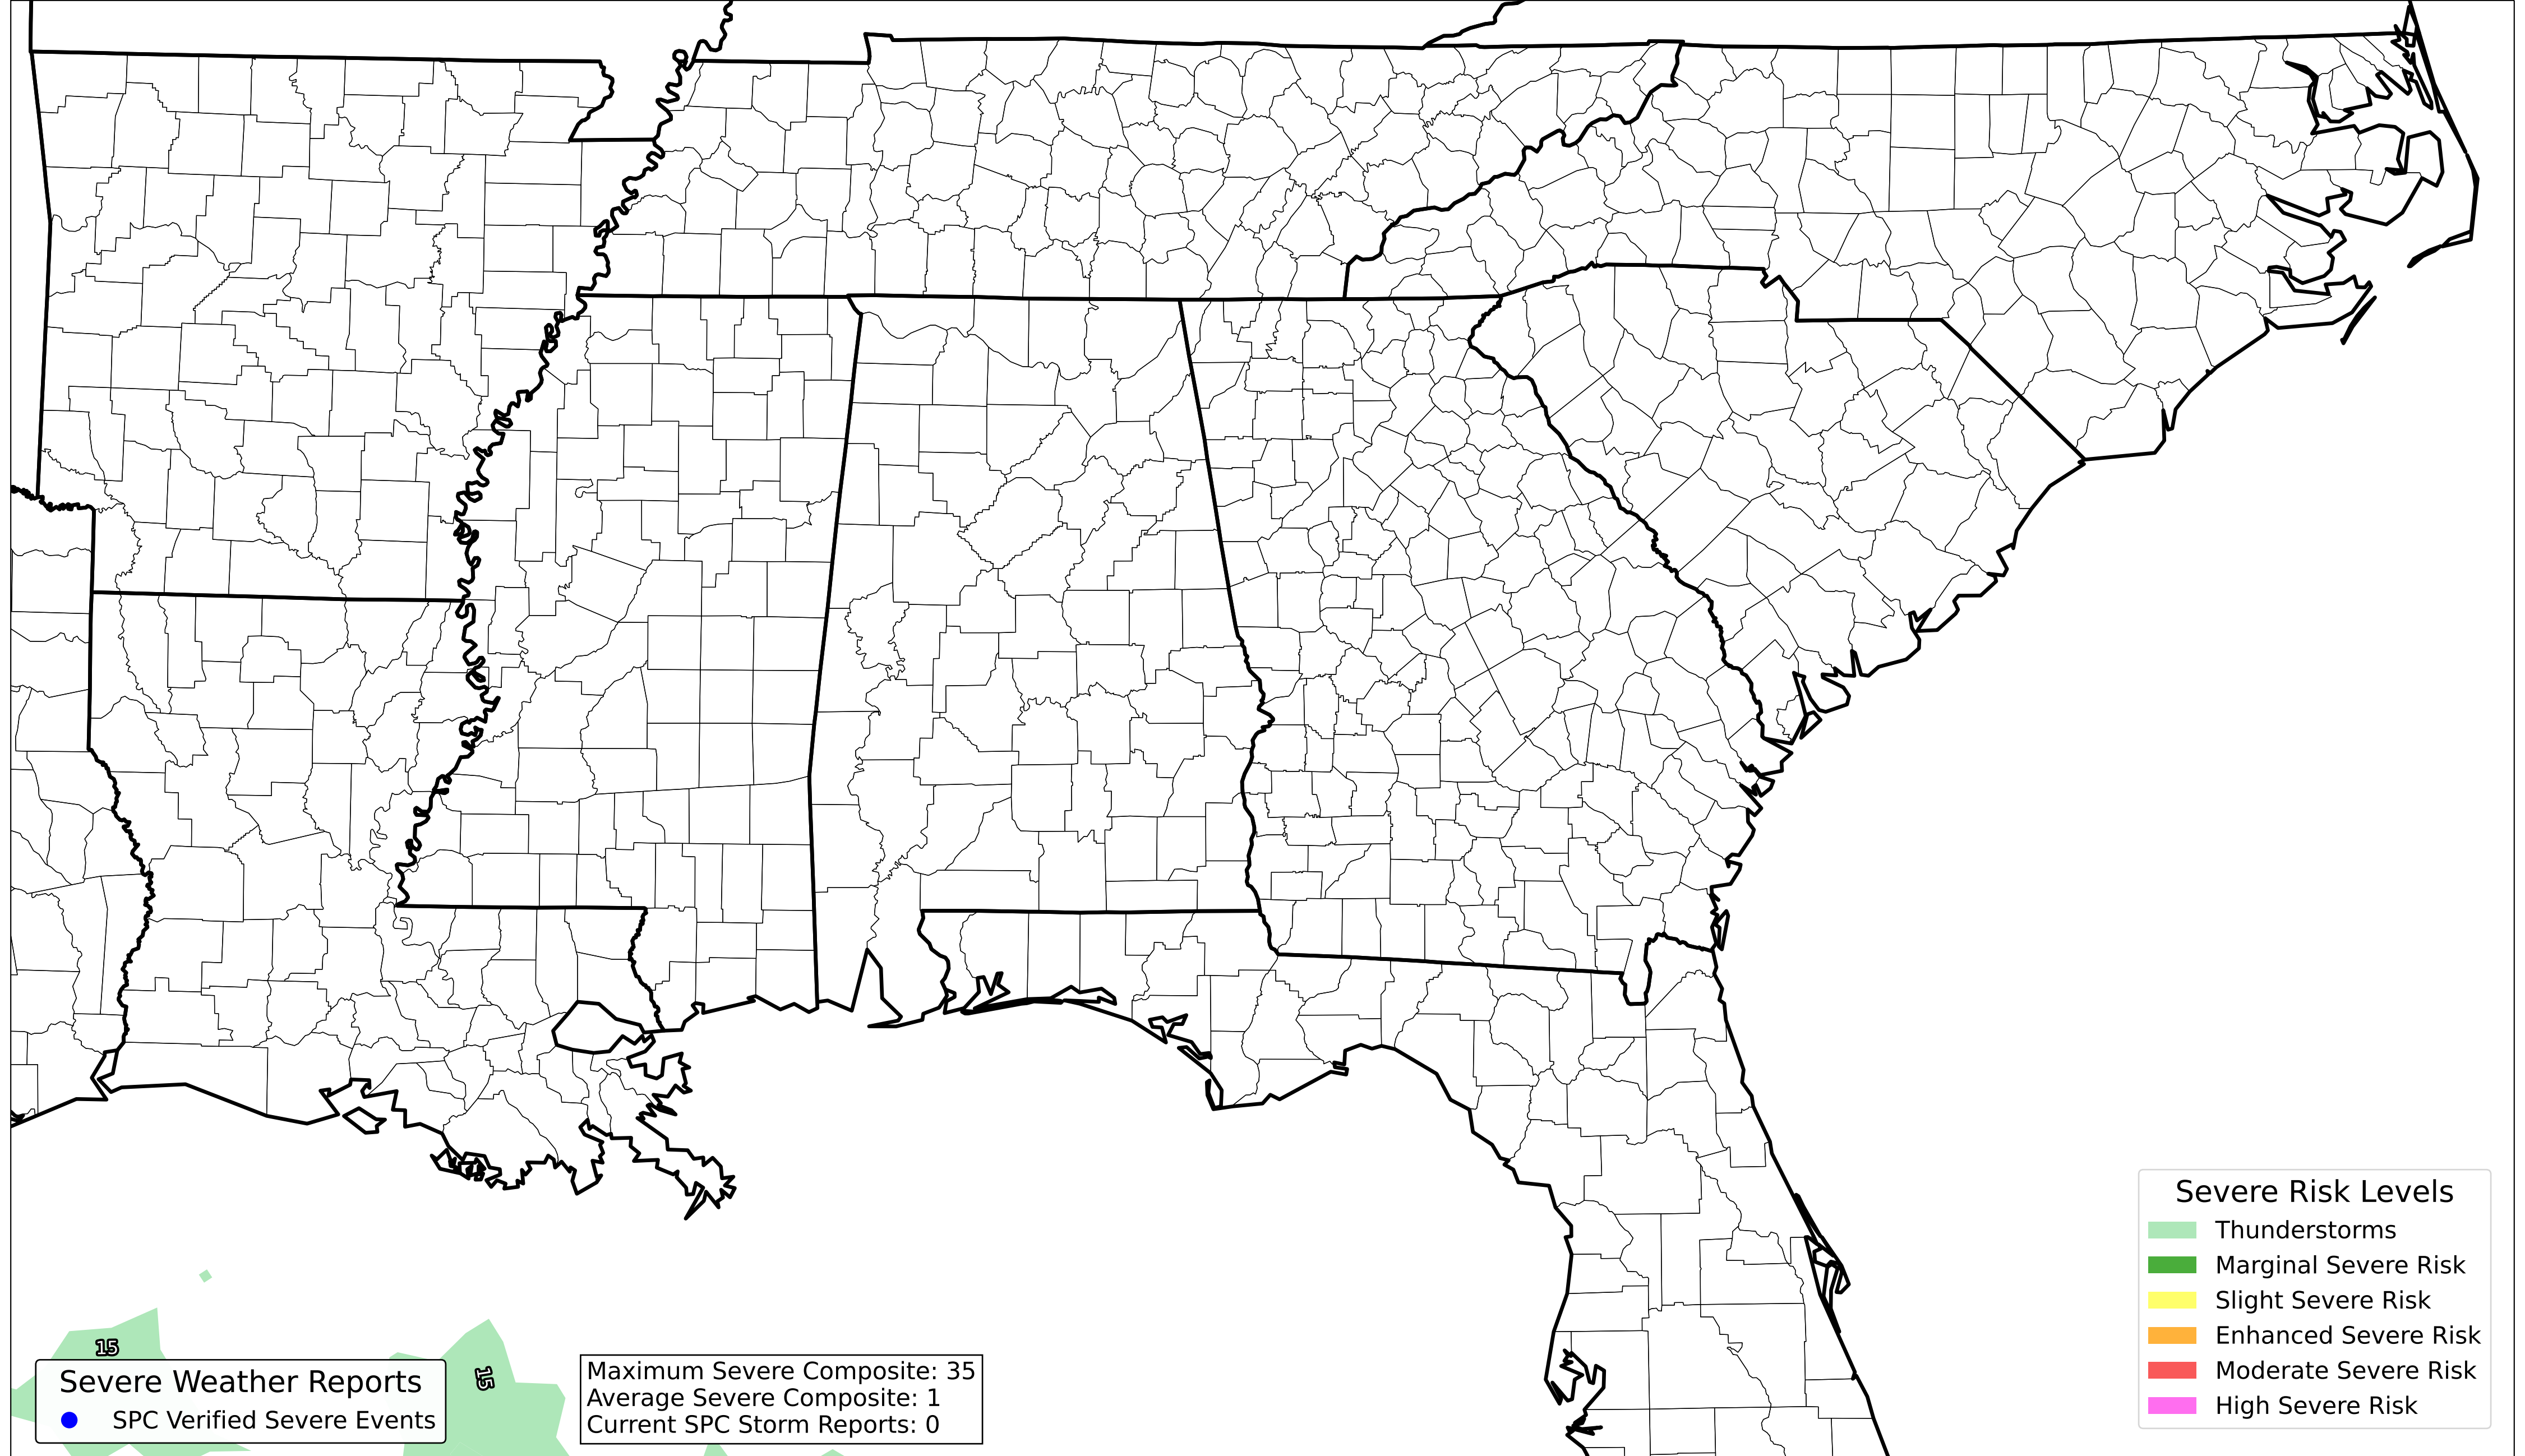 15
15
Severe Weather Reports
SPC Verified Severe Events
Maximum Severe Composite: 35
Average Severe Composite: 1
Current SPC Storm Reports: 0
Severe Risk Levels
Thunderstorms
Marginal Severe Risk
Slight Severe Risk
Enhanced Severe Risk
Moderate Severe Risk
High Severe Risk